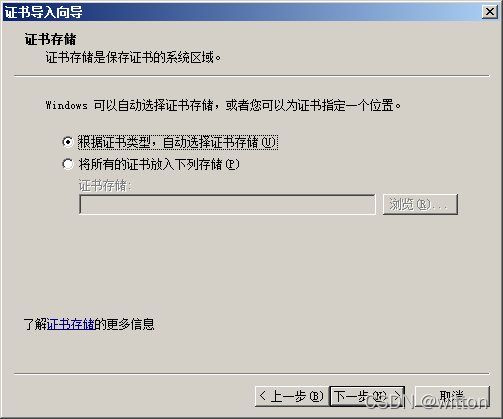 证书导入向导
证书存储
证书存储是保存证书的系统区域。
Windows 可以自动选择证书存储，或者您可以为证书指定一个位置。
根据证书类型，自动选择证书存储(U)
将所有的证书放入下列存储(P)
证书存储:
浏览(R)...
了解证书存储的更多信息
< 上一步(B) 下一步(N) > 取消
CSDN @witton